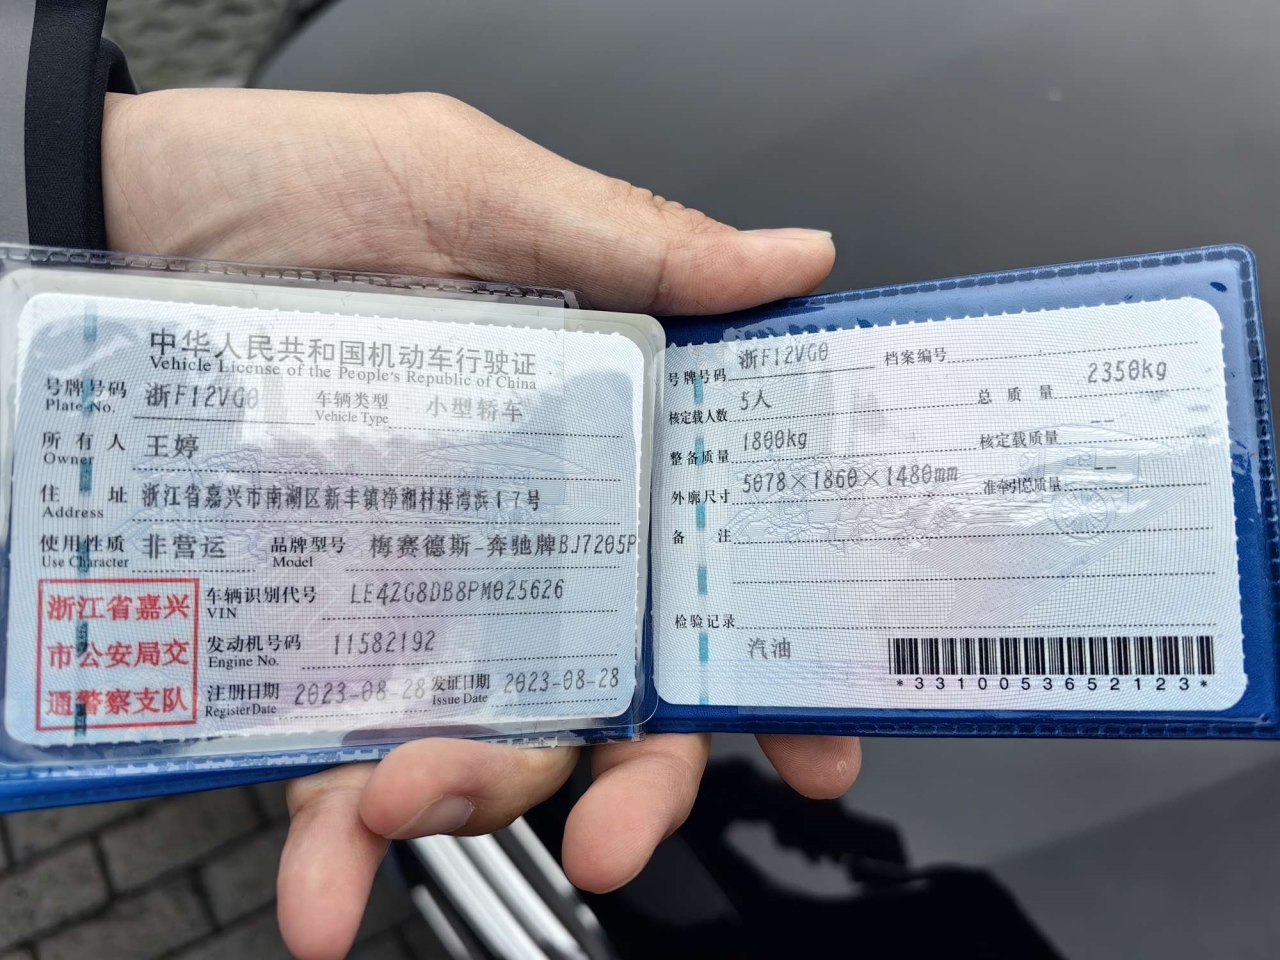 中华人民共和国机动车行驶证
Vehicle License of the People's Republic of China
号牌号码 浙F12VG0 车辆类型 小型轿车
Plate No. Vehicle Type
所有人 王婷
Owner
住址 浙江省嘉兴市南湖区新丰镇净湘村祥湾浜17号
Address
使用性质 非营运 品牌型号 梅赛德斯-奔驰牌BJ7205P
Use Character Model
浙江省嘉兴
市公安局交
通警察支队
车辆识别代号 LE4ZG8DB8PM025626
VIN
发动机号码 11582192
Engine No.
注册日期 2023-08-28 发证日期 2023-08-28
Register Date Issue Date
号牌号码 浙F12VG0 档案编号
核定载人数 5人 总质量 2350kg
整备质量 1800kg 核定载质量 --
外廓尺寸 5078×1860×1480mm 准牵引总质量 --
备注
检验记录
汽油
*3310053652123*